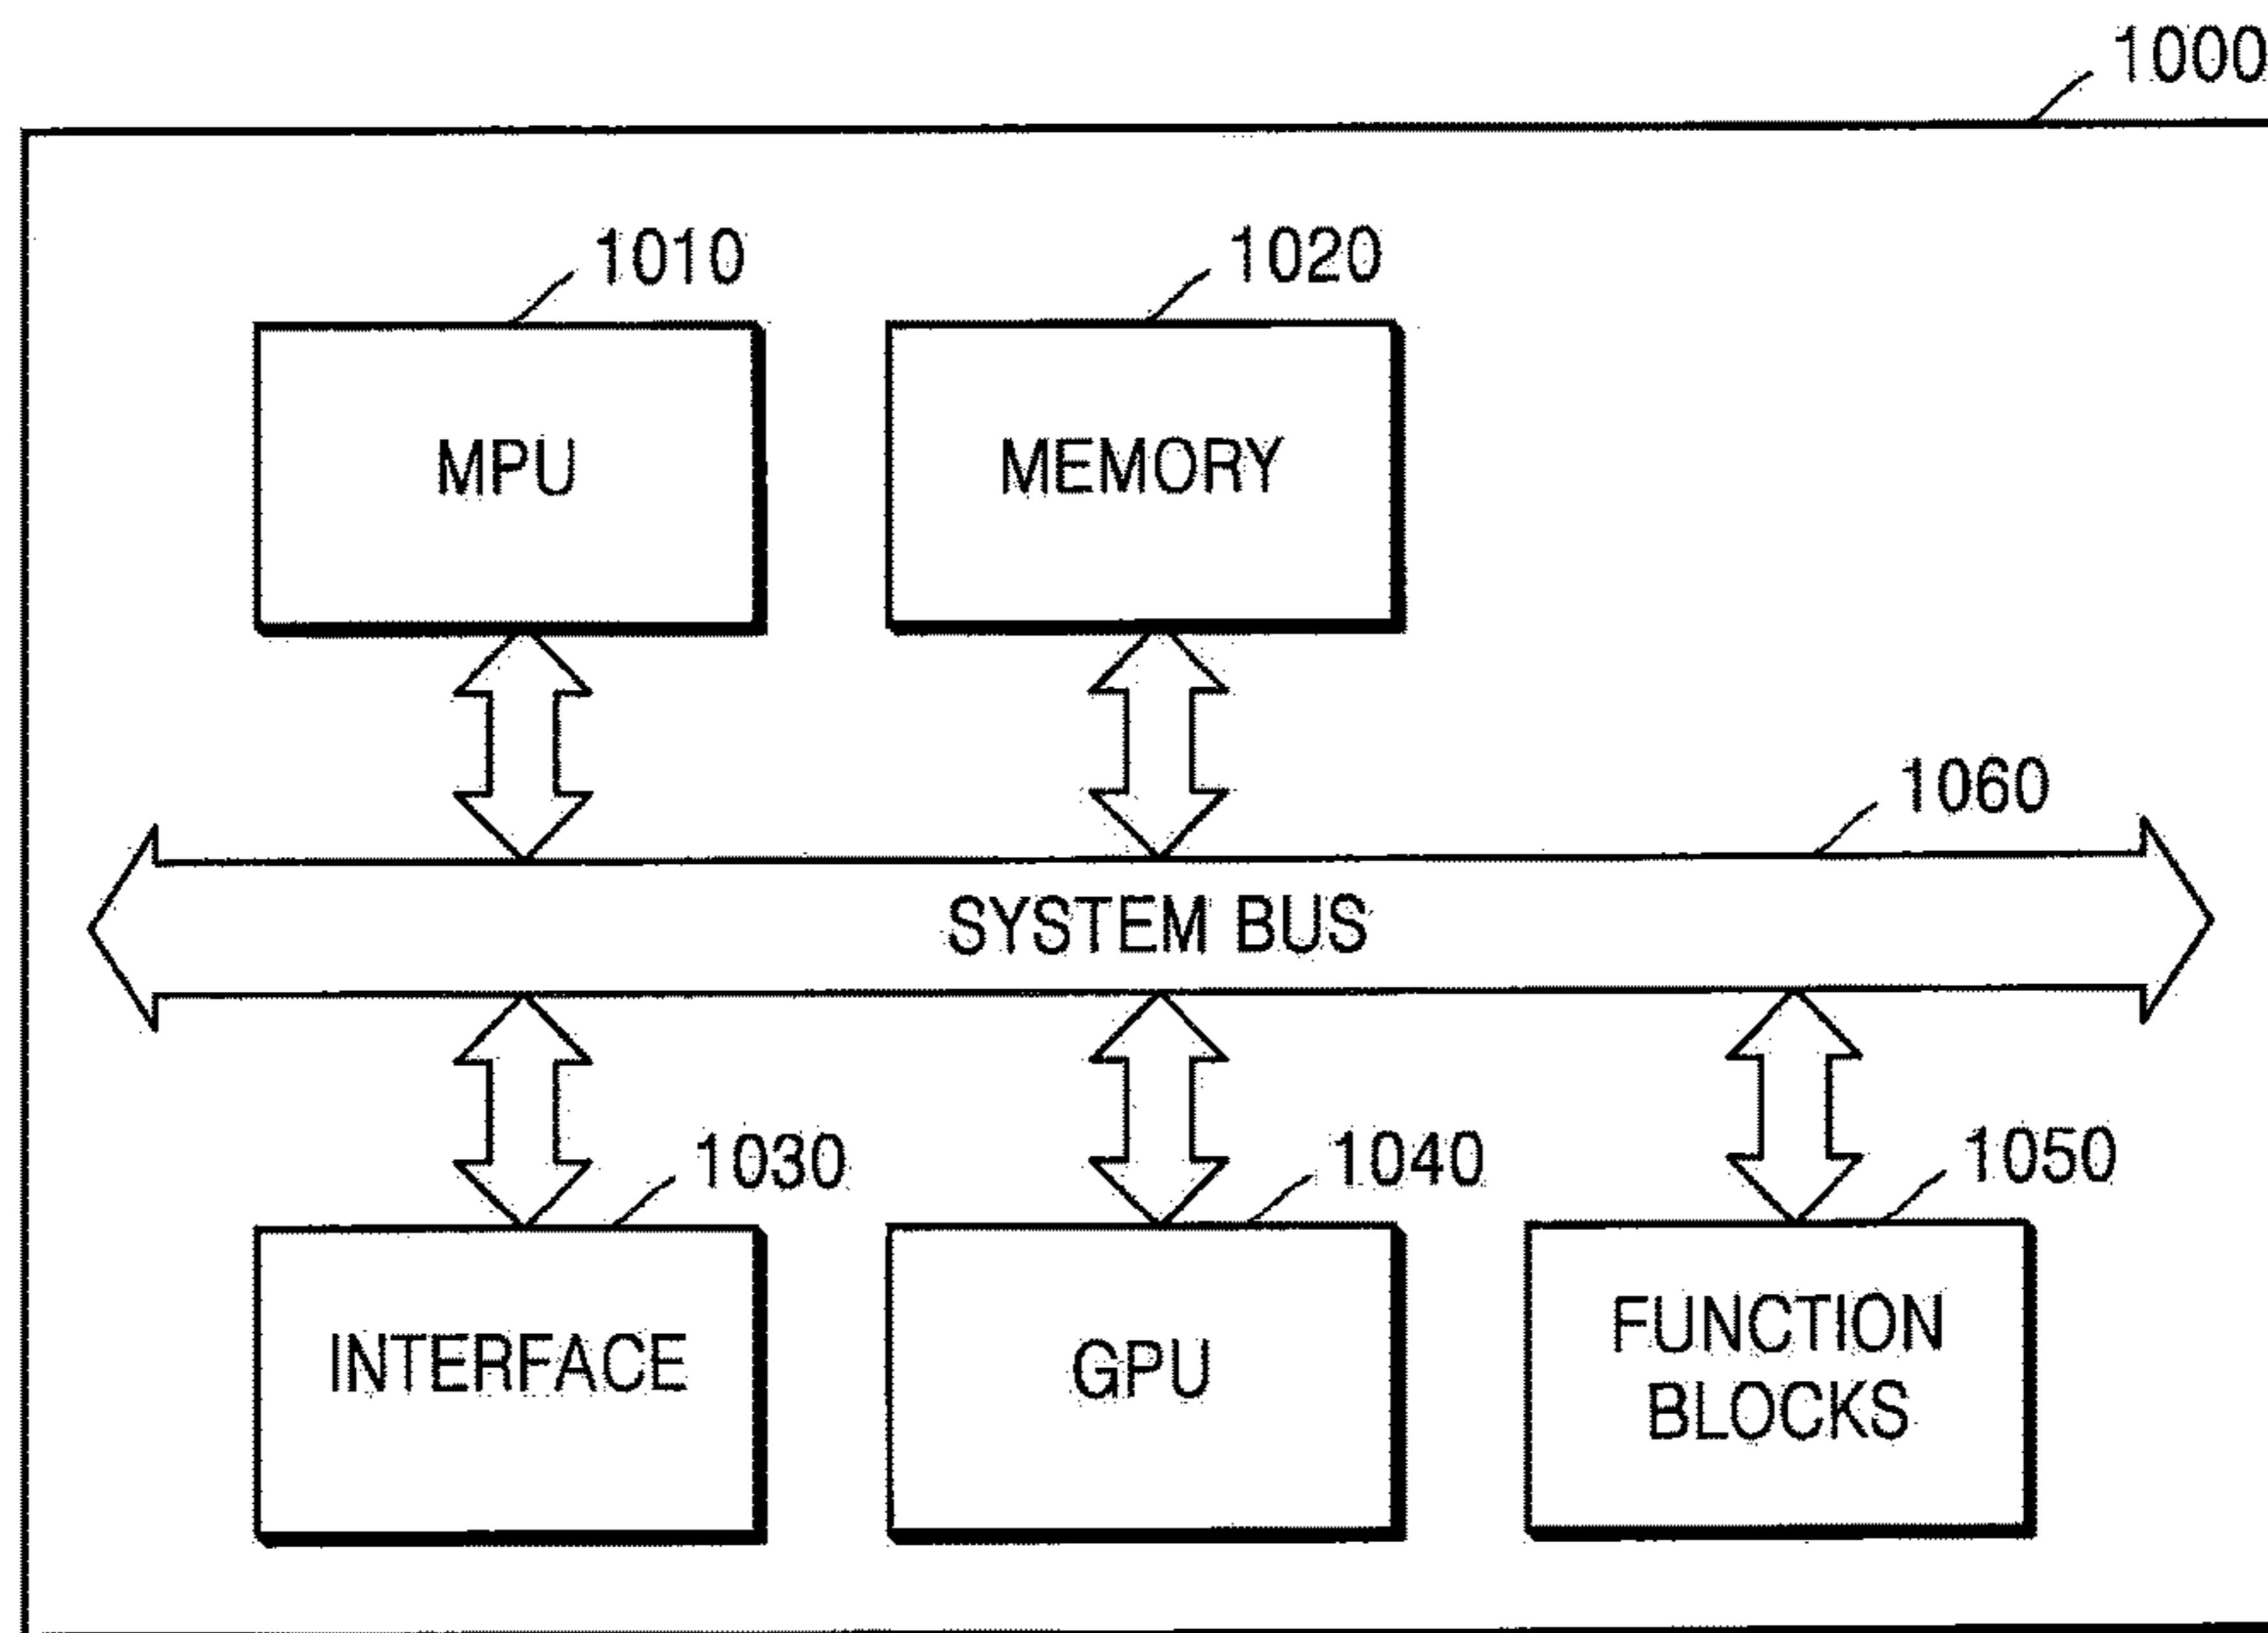 1000
1010
1020
MPU
MEMORY
1060
SYSTEM BUS
1030
1040
1050
INTERFACE
GPU
FUNCTION
BLOCKS